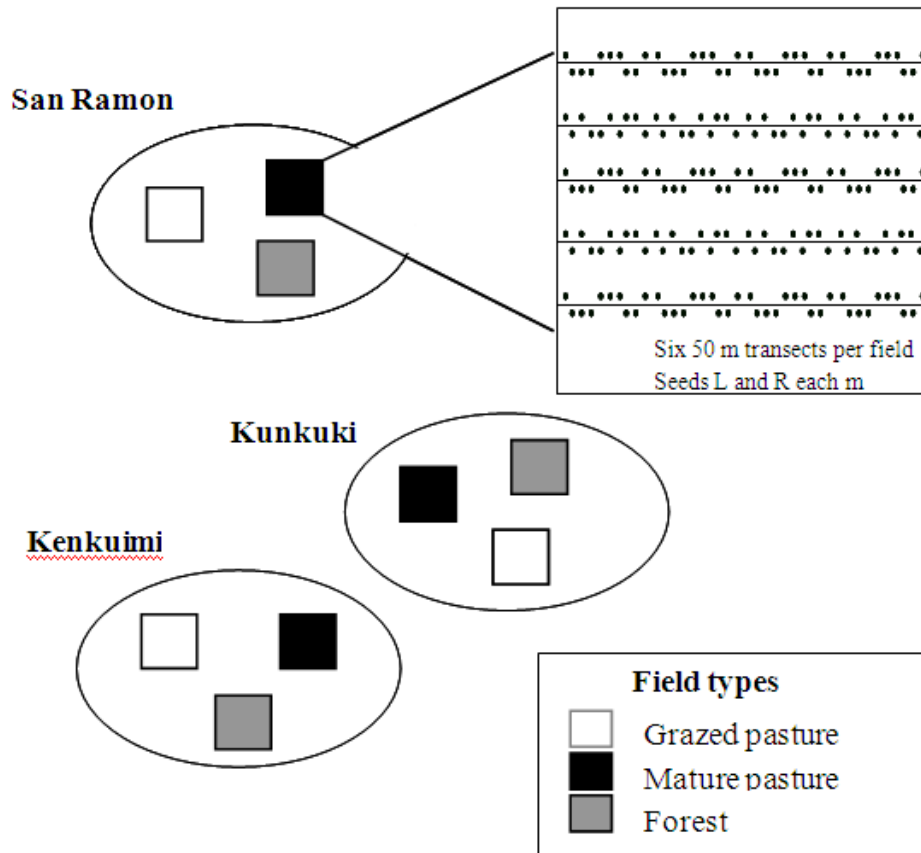 San Ramon
Six 50 m transects per field
Seeds L and R each m
Kunkuki
Kenkuimi
Field types
Grazed pasture
Mature pasture
Forest